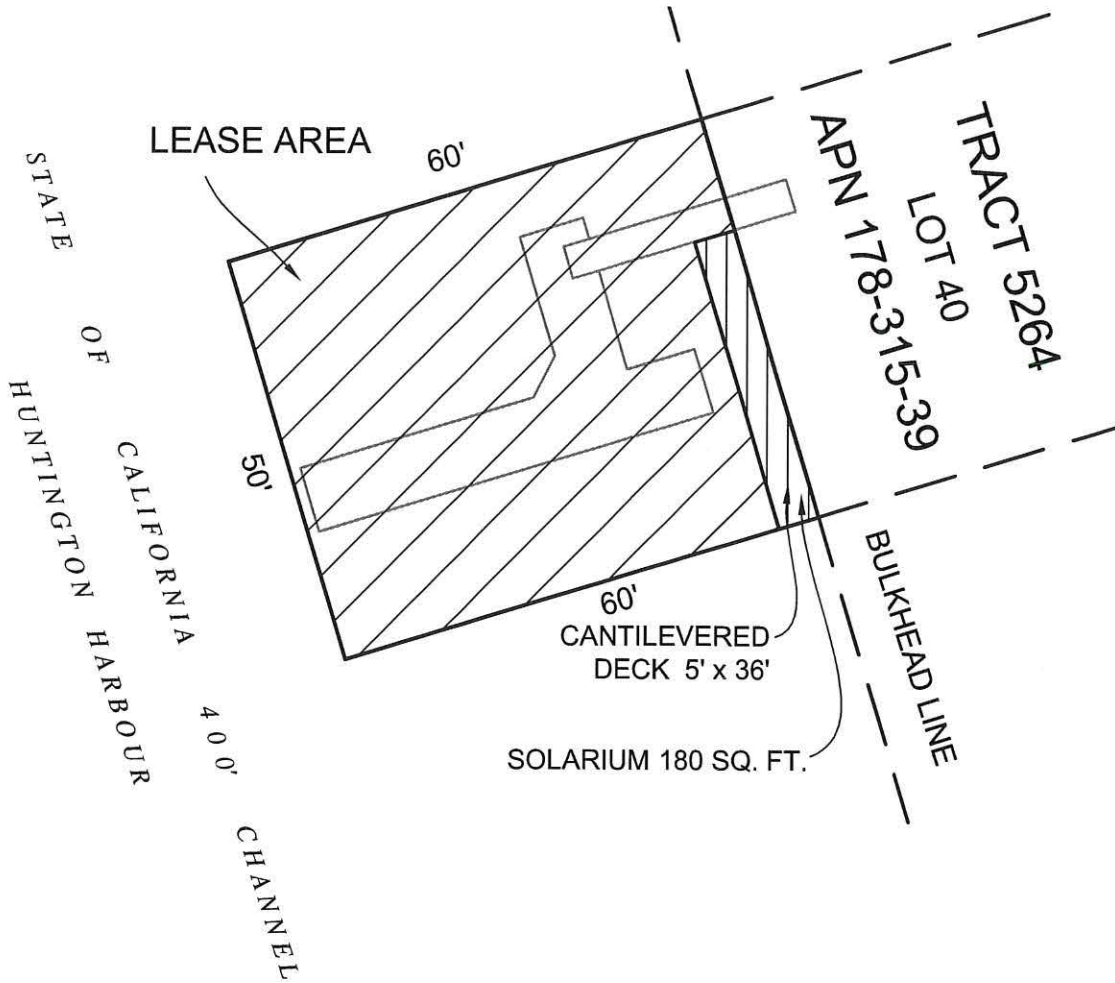 LEASE AREA
60'
TRACT 5264
LOT 40
APN 178-315-39
50'
60'
CANTILEVERED
DECK 5' x 36'
SOLARIUM 180 SQ. FT.
BULKHEAD LINE
STATE OF CALIFORNIA 400' CHANNEL
HUNTINGTON HARBOUR